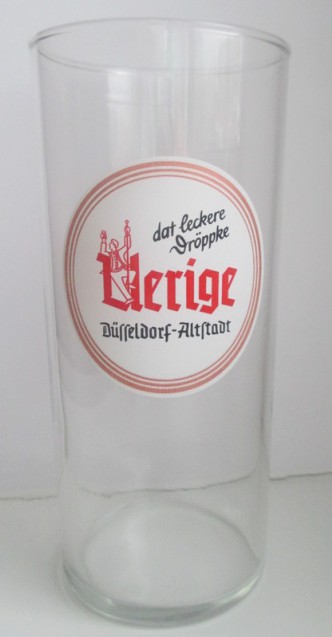 dat leckere
Dröppke
Uerige
Düſſeldorf-Altſtadt